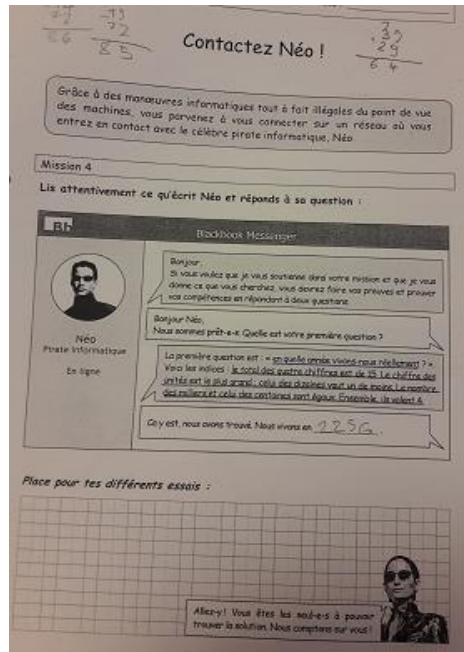 86
- 73
22
85
39
29
64
Contactez Néo !
Grâce à des manœuvres informatiques tout à fait illégales du point de vue
des machines, vous parvenez à vous connecter sur un réseau où vous
entrez en contact avec le célèbre pirate informatique, Néo.
Mission 4
Lis attentivement ce qu'écrit Néo et réponds à sa question :
Bb
Blackbook Messenger
Bonjour,
Si vous voulez que je vous soutienne dans votre mission et que je vous
donne ce que vous cherchez, vous devrez faire vos preuves et prouver
vos compétences en répondant à deux questions.
Bonjour Néo,
Nous sommes prêt-e-s. Quelle est votre première question ?
Néo
Pirate informatique
En ligne
La première question est : « en quelle année vivons-nous réellement ? »
Voici les indices : le total des quatre chiffres est de 15. Le chiffre des
unités est le plus grand ; celui des dizaines vaut un de moins. Le nombre
des milliers et celui des centaines sont égaux. Ensemble, ils valent 4.
Ca y est, nous avons trouvé. Nous vivons en 2256.
Place pour tes différents essais :
Allez-y ! Vous êtes les seul-e-s à pouvoir
trouver la solution. Nous comptons sur vous !